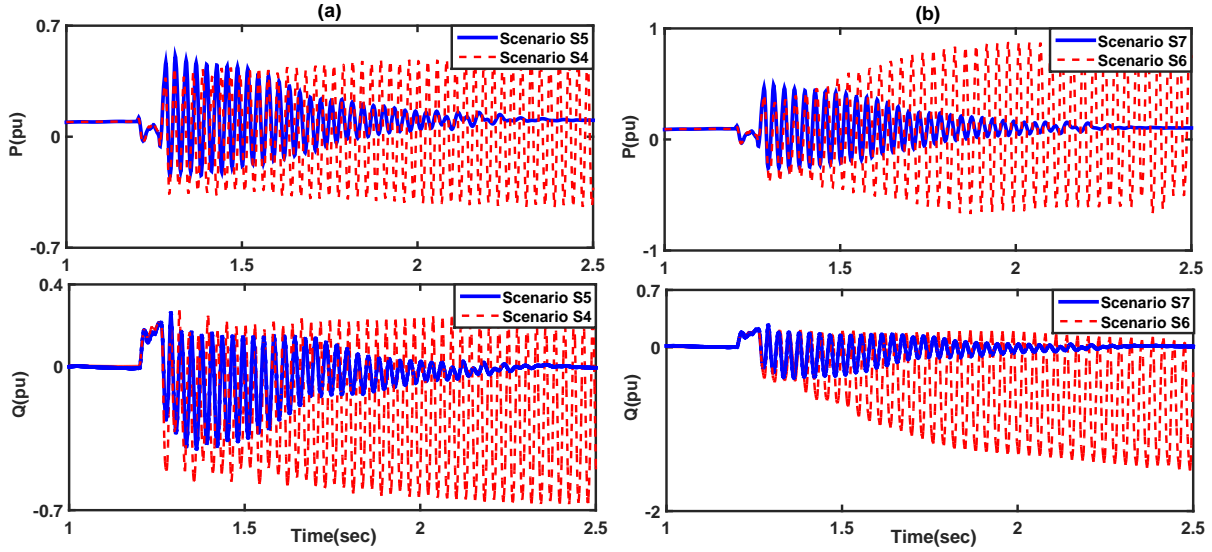 (a)
0.7
Scenario S5
Scenario S4
P(pu)
0
-0.7
1
1.5
2
2.5
0.4
Scenario S5
Scenario S4
Q(pu)
0
-0.7
1
1.5
2
2.5
Time(sec)
(b)
1
Scenario S7
Scenario S6
P(pu)
0
-1
1
1.5
2
2.5
0.7
Scenario S7
Scenario S6
Q(pu)
0
-2
1
1.5
2
2.5
Time(sec)